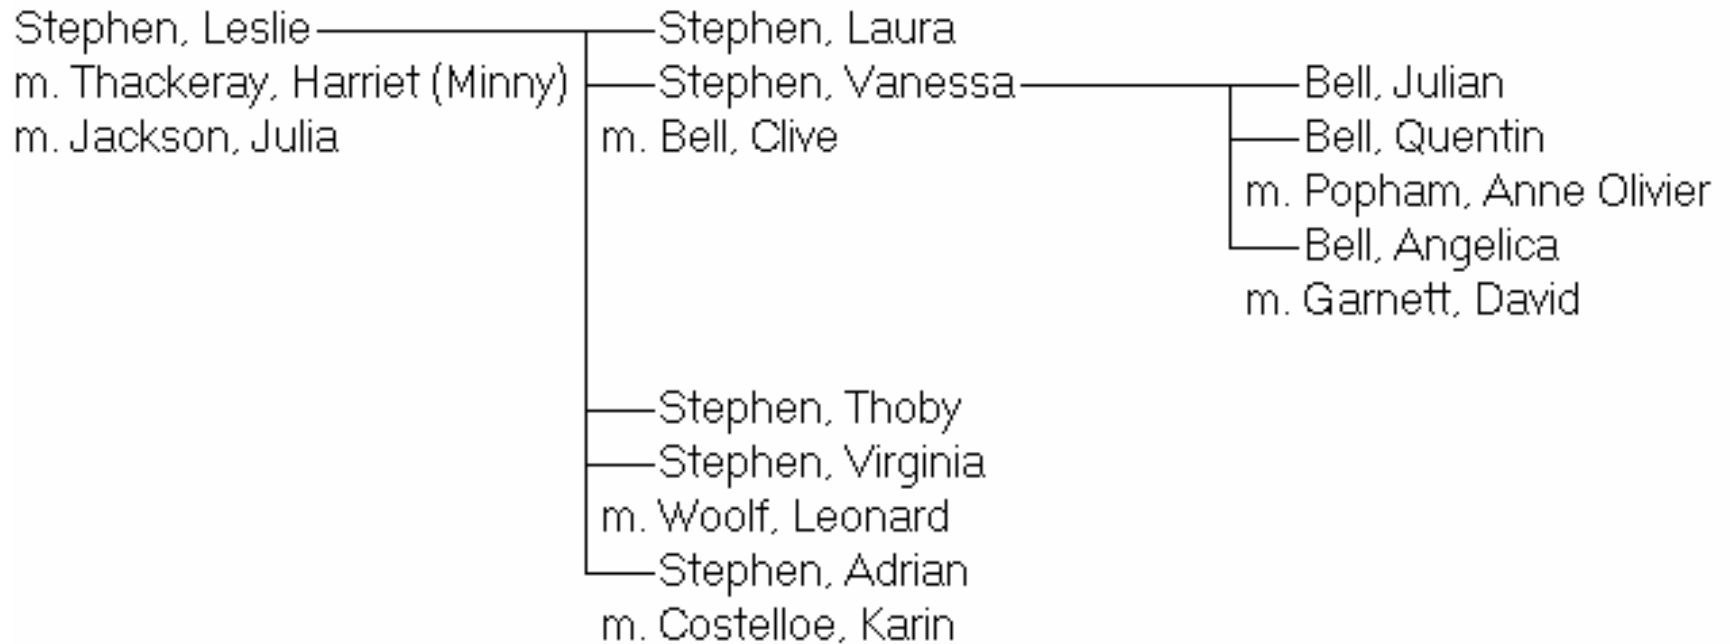 Stephen, Leslie
m. Thackeray, Harriet (Minny)
m. Jackson, Julia
Stephen, Laura
Stephen, Vanessa
m. Bell, Clive
Bell, Julian
Bell, Quentin
m. Popham, Anne Olivier
Bell, Angelica
m. Garnett, David
Stephen, Thoby
Stephen, Virginia
m. Woolf, Leonard
Stephen, Adrian
m. Costelloe, Karin